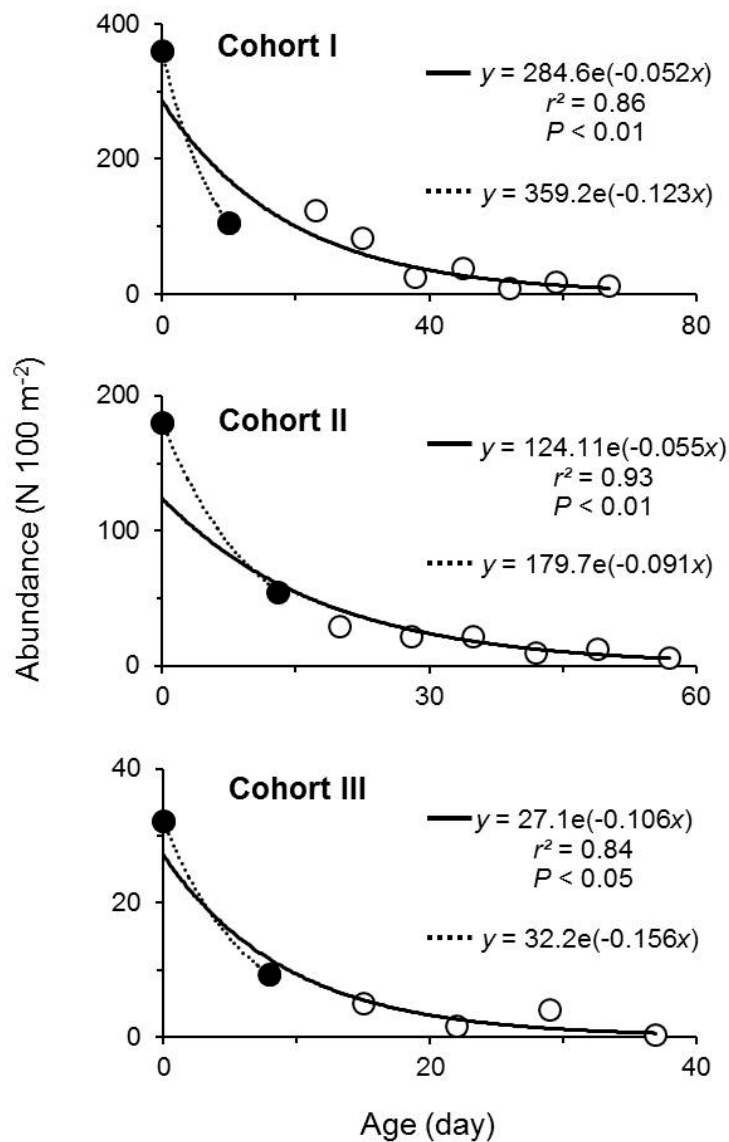 Abundance (N 100 m⁻²)
Cohort I
400
200
0
0
40
80
y = 284.6e(-0.052x)
r² = 0.86
P < 0.01
y = 359.2e(-0.123x)
Cohort II
200
100
0
0
30
60
y = 124.11e(-0.055x)
r² = 0.93
P < 0.01
y = 179.7e(-0.091x)
Cohort III
40
20
0
0
20
40
y = 27.1e(-0.106x)
r² = 0.84
P < 0.05
y = 32.2e(-0.156x)
Age (day)